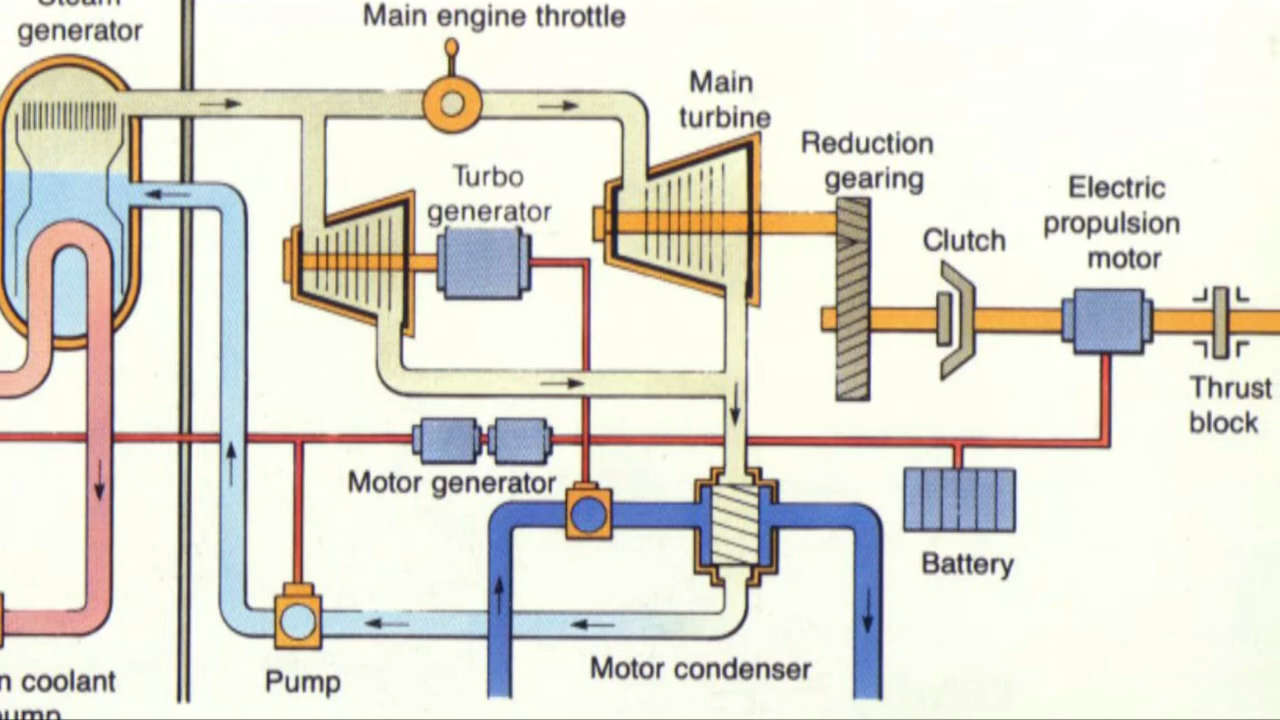 Steam
generator
Main engine throttle
Main
turbine
Reduction
gearing
Turbo
generator
Electric
propulsion
motor
Clutch
Thrust
block
Motor generator
Battery
Motor condenser
n coolant
pump
Pump